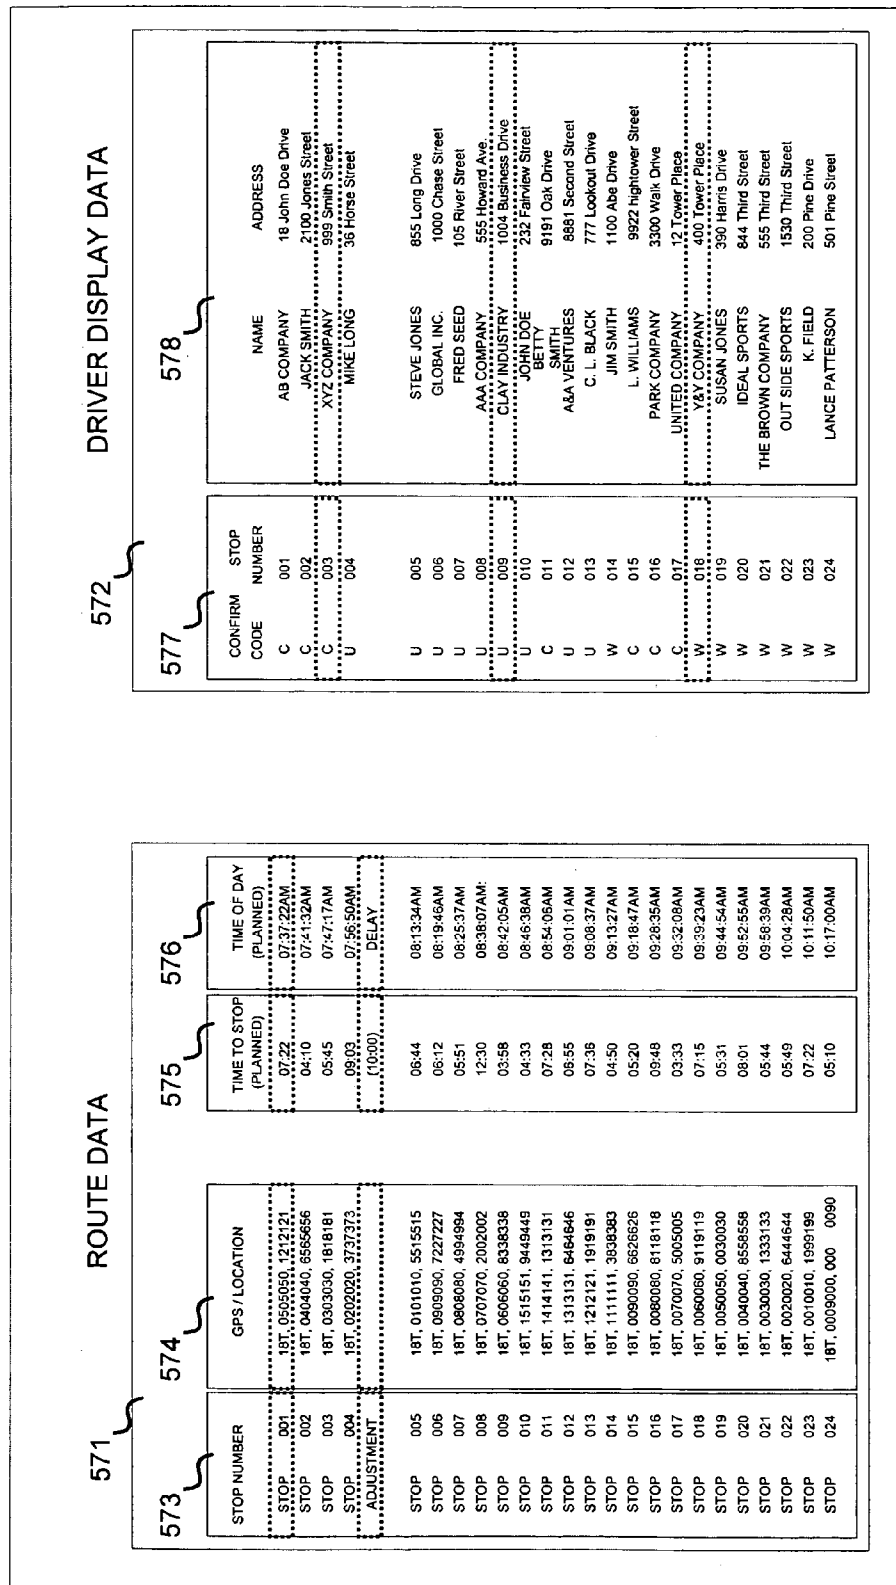 ROUTE DATA
571
573
574
575
576
STOP NUMBER GPS / LOCATION TIME TO STOP (PLANNED) TIME OF DAY (PLANNED)
STOP 001 18T, 0505050, 1212121 07:22 07:37:22AM
STOP 002 18T, 0404040, 6565656 04:10 07:41:32AM
STOP 003 18T, 0303030, 1818181 05:45 07:47:17AM
STOP 004 18T, 0202020, 3737373 09:03 07:56:50AM
ADJUSTMENT (10:00) DELAY
STOP 005 18T, 0101010, 5515515 06:44 08:13:34AM
STOP 006 18T, 0909090, 7227227 06:12 08:19:46AM
STOP 007 18T, 0808080, 4994994 05:51 08:25:37AM
STOP 008 18T, 0707070, 2002002 12:30 08:38:07AM:
STOP 009 18T, 0606060, 8338338 03:58 08:42:05AM
STOP 010 18T, 1515151, 9449449 04:33 08:46:38AM
STOP 011 18T, 1414141, 1313131 07:28 08:54:06AM
STOP 012 18T, 1313131, 6464646 06:55 09:01:01AM
STOP 013 18T, 1212121, 1919191 07:36 09:08:37AM
STOP 014 18T, 1111111, 3838383 04:50 09:13:27AM
STOP 015 18T, 0090090, 6626626 05:20 09:18:47AM
STOP 016 18T, 0080080, 8118118 09:48 09:28:35AM
STOP 017 18T, 0070070, 5005005 03:33 09:32:08AM
STOP 018 18T, 0060060, 9119119 07:15 09:39:23AM
STOP 019 18T, 0050050, 0030030 05:31 09:44:54AM
STOP 020 18T, 0040040, 8558558 08:01 09:52:55AM
STOP 021 18T, 0030030, 1333133 05:44 09:58:39AM
STOP 022 18T, 0020020, 6444644 05:49 10:04:28AM
STOP 023 18T, 0010010, 1999199 07:22 10:11:50AM
STOP 024 18T, 0009000, 000 0090 05:10 10:17:00AM
DRIVER DISPLAY DATA
572
577
578
CONFIRM CODE STOP NUMBER NAME ADDRESS
C 001 AB COMPANY 18 John Doe Drive
C 002 JACK SMITH 2100 Jones Street
C 003 XYZ COMPANY 999 Smith Street
U 004 MIKE LONG 36 Horse Street
U 005 STEVE JONES 855 Long Drive
U 006 GLOBAL INC. 1000 Chase Street
U 007 FRED SEED 105 River Street
U 008 AAA COMPANY 555 Howard Ave.
U 009 CLAY INDUSTRY 1004 Business Drive
U 010 JOHN DOE 232 Fairview Street
C 011 BETTY SMITH 9191 Oak Drive
U 012 A&A VENTURES 8881 Second Street
U 013 C. L. BLACK 777 Lookout Drive
W 014 JIM SMITH 1100 Abe Drive
C 015 L. WILLIAMS 9922 hightower Street
C 016 PARK COMPANY 3300 Walk Drive
C 017 UNITED COMPANY 12 Tower Place
W 018 Y&Y COMPANY 400 Tower Place
W 019 SUSAN JONES 390 Harris Drive
W 020 IDEAL SPORTS 844 Third Street
W 021 THE BROWN COMPANY 555 Third Street
W 022 OUT SIDE SPORTS 1530 Third Street
W 023 K. FIELD 200 Pine Drive
W 024 LANCE PATTERSON 501 Pine Street